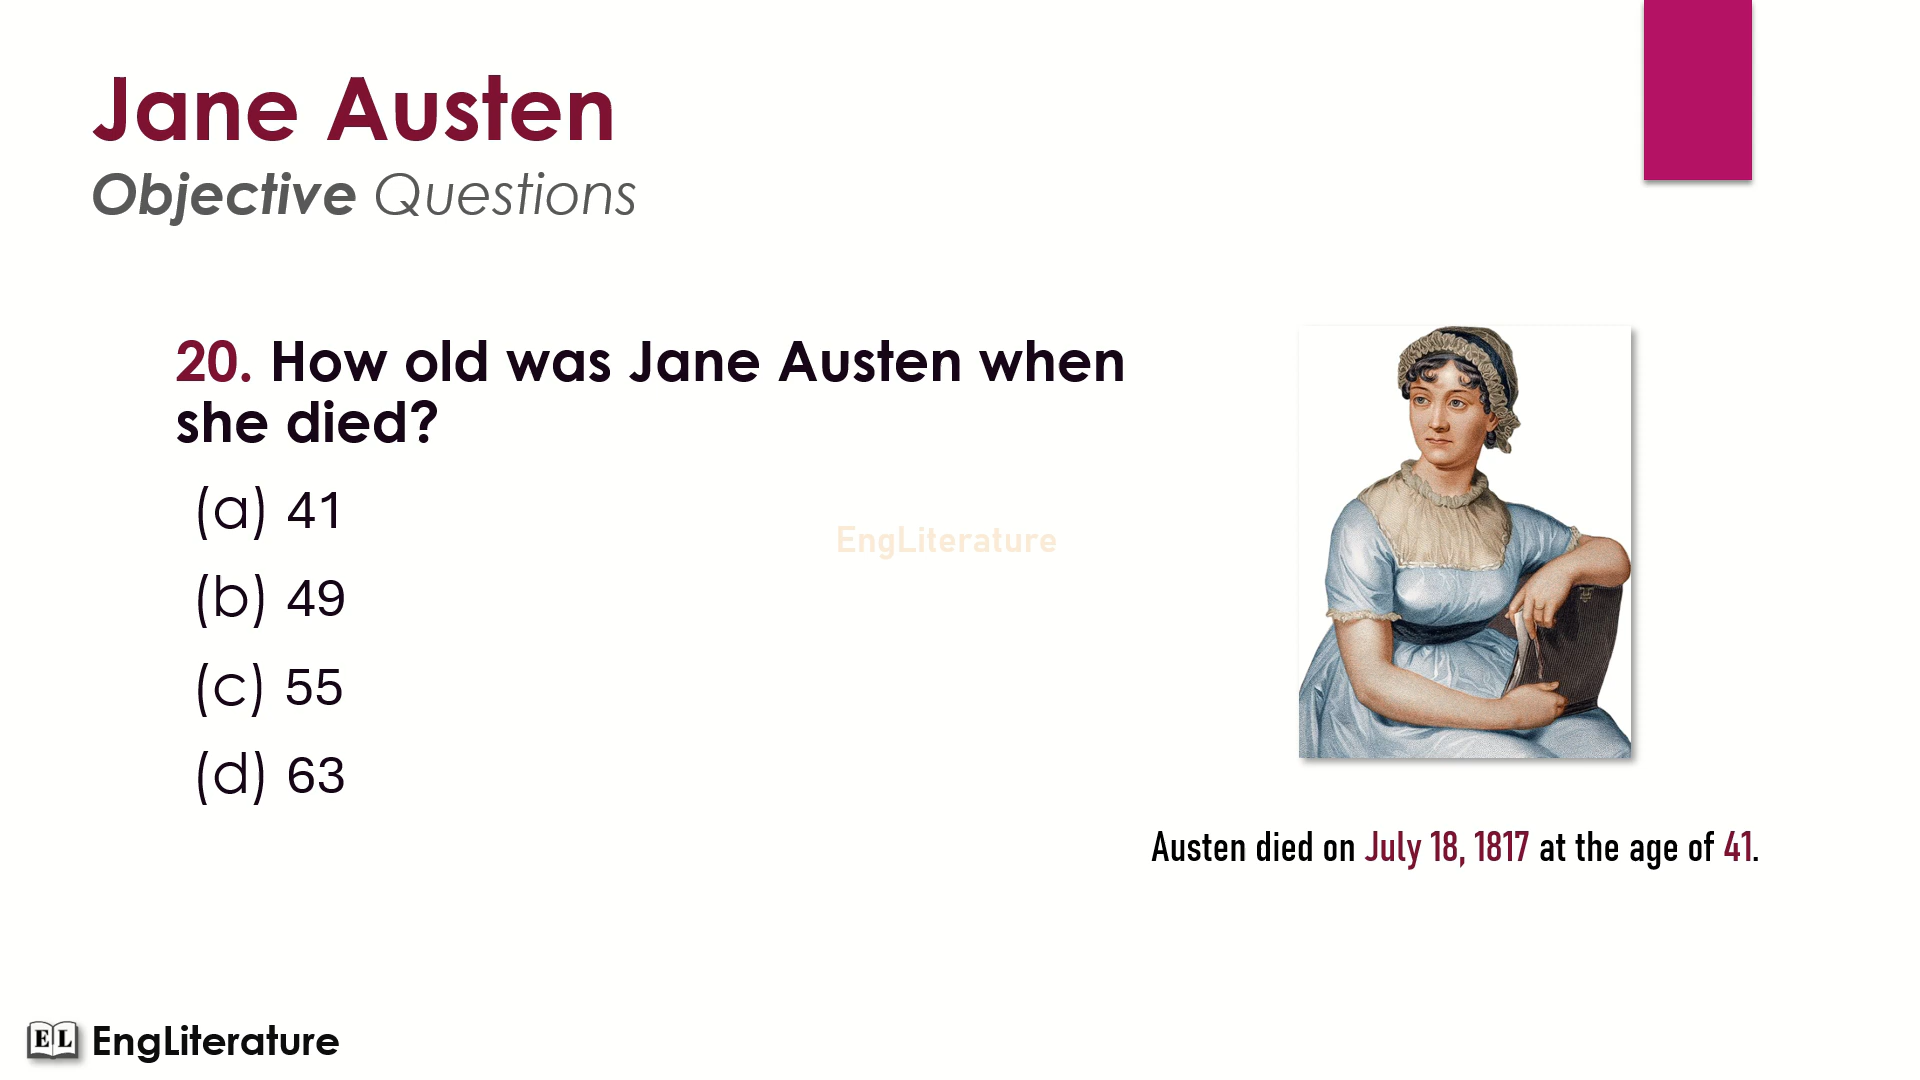 Jane Austen
Objective Questions
20. How old was Jane Austen when
she died?
(a) 41
(b) 49
(c) 55
(d) 63
EngLiterature
Austen died on July 18, 1817 at the age of 41.
EL EngLiterature